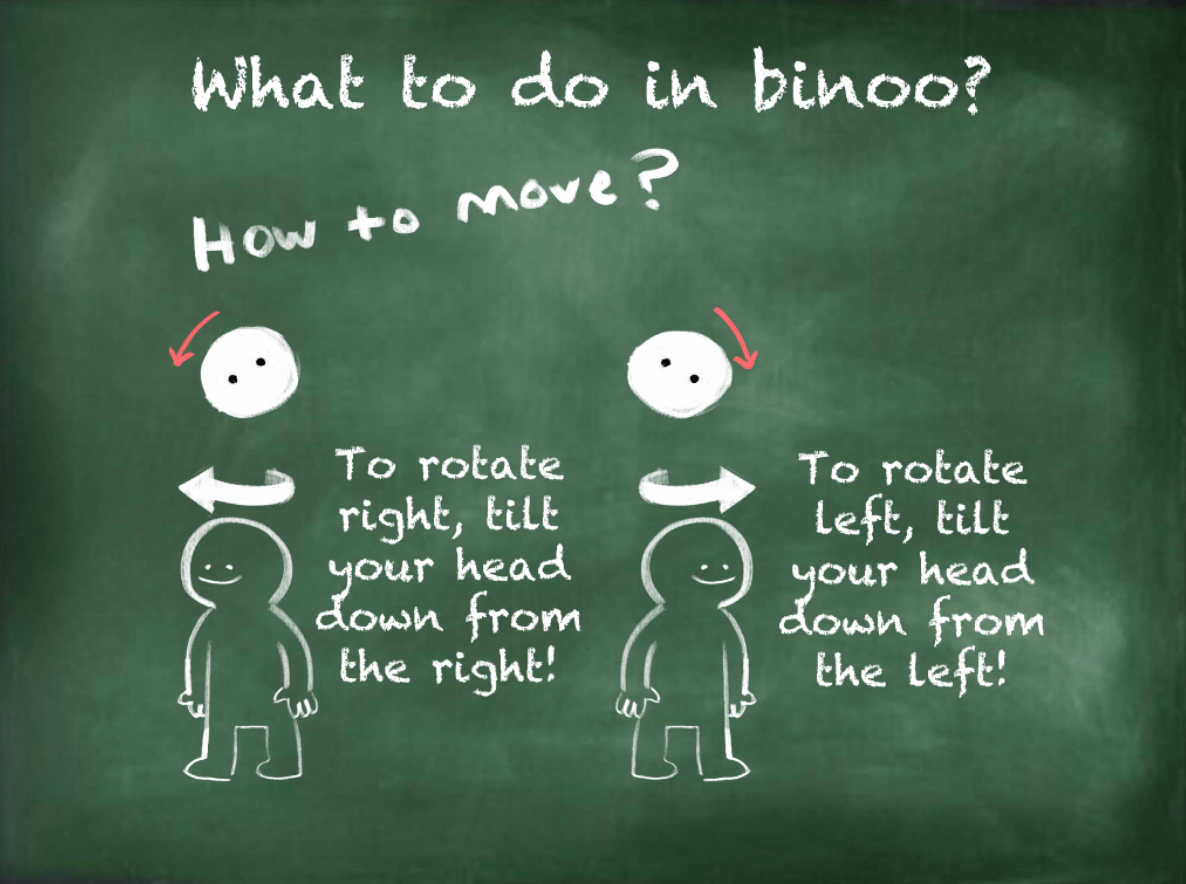 What to do in binoo?
How to move?
To rotate
right, tilt
your head
down from
the right!
To rotate
left, tilt
your head
down from
the left!